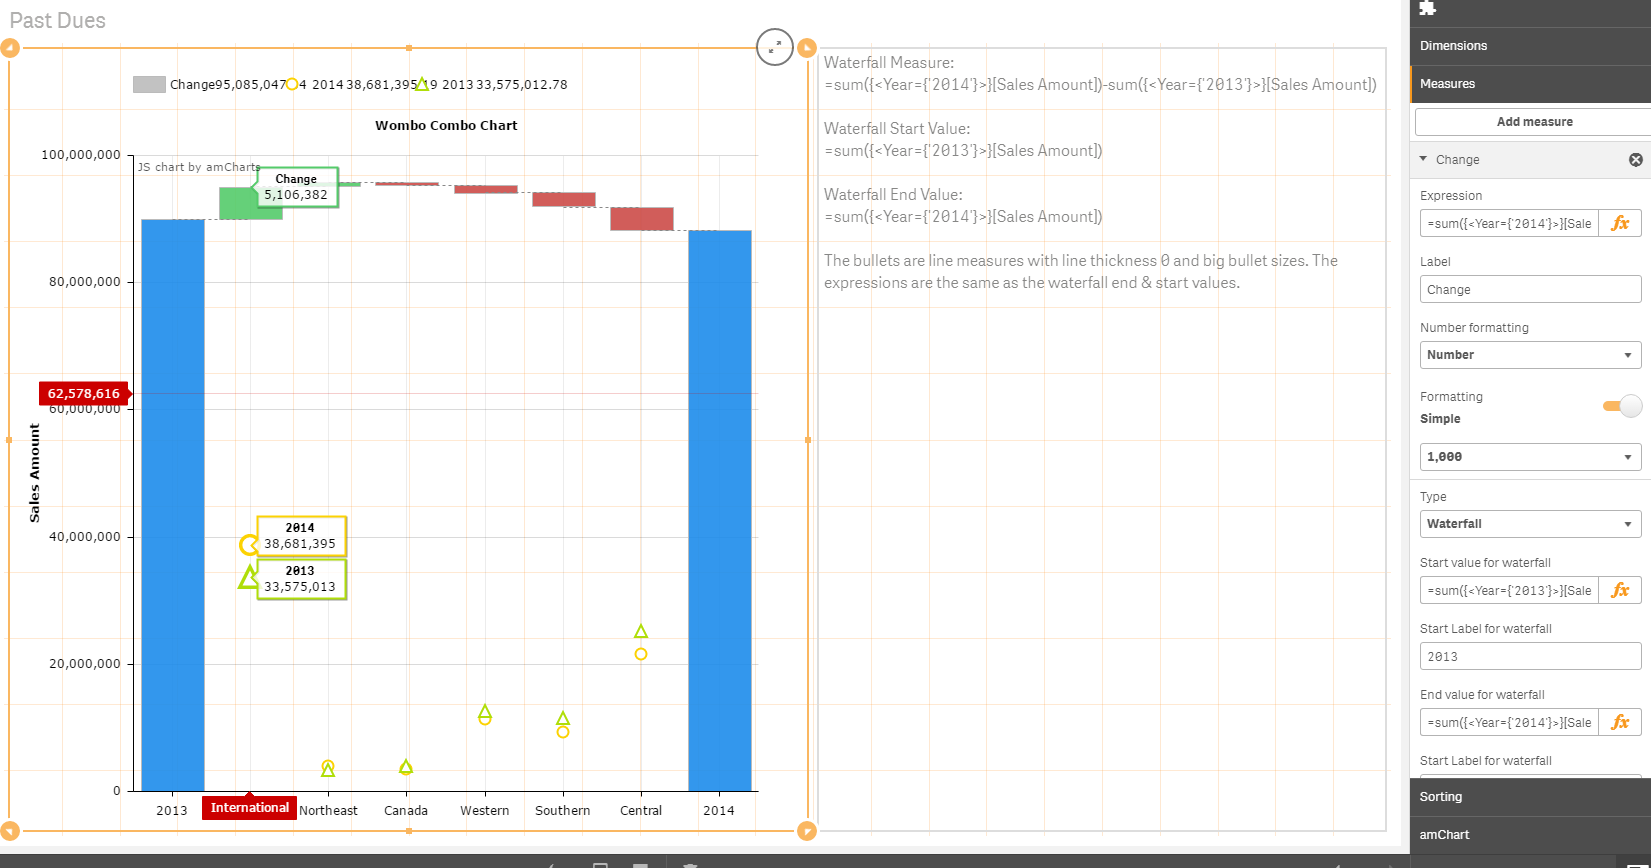 Past Dues
Change95,085,047 4 2014 38,681,395 19 2013 33,575,012.78
Wombo Combo Chart
JS chart by amCharts
Change
5,106,382
100,000,000
80,000,000
62,578,616
60,000,000
40,000,000
20,000,000
0
Sales Amount
2014
38,681,395
2013
33,575,013
2013 International Northeast Canada Western Southern Central 2014
Waterfall Measure:
=sum({<Year={'2014'}>}[Sales Amount])-sum({<Year={'2013'}>}[Sales Amount])
Waterfall Start Value:
=sum({<Year={'2013'}>}[Sales Amount])
Waterfall End Value:
=sum({<Year={'2014'}>}[Sales Amount])
The bullets are line measures with line thickness 0 and big bullet sizes. The
expressions are the same as the waterfall end & start values.
Dimensions
Measures
Add measure
Change
Expression
=sum({<Year={'2014'}>}[Sale fx
Label
Change
Number formatting
Number
Formatting
Simple
1,000
Type
Waterfall
Start value for waterfall
=sum({<Year={'2013'}>}[Sale fx
Start Label for waterfall
2013
End value for waterfall
=sum({<Year={'2014'}>}[Sale fx
Start Label for waterfall
Sorting
amChart